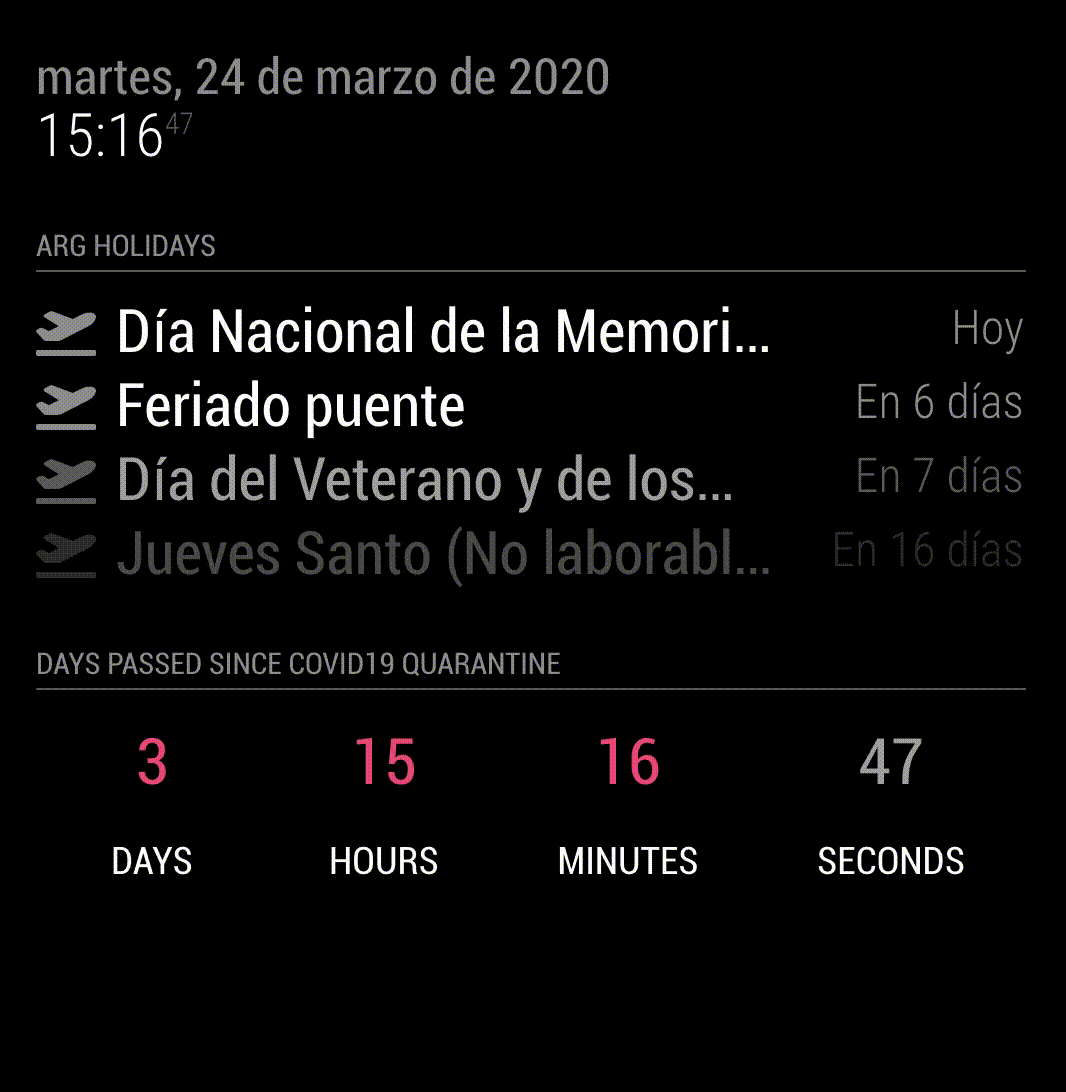 martes, 24 de marzo de 2020
15:16 47
ARG HOLIDAYS
Día Nacional de la Memori... Hoy
Feriado puente En 6 días
Día del Veterano y de los... En 7 días
Jueves Santo (No laborabl... En 16 días
DAYS PASSED SINCE COVID19 QUARANTINE
3 15 16 47
DAYS HOURS MINUTES SECONDS